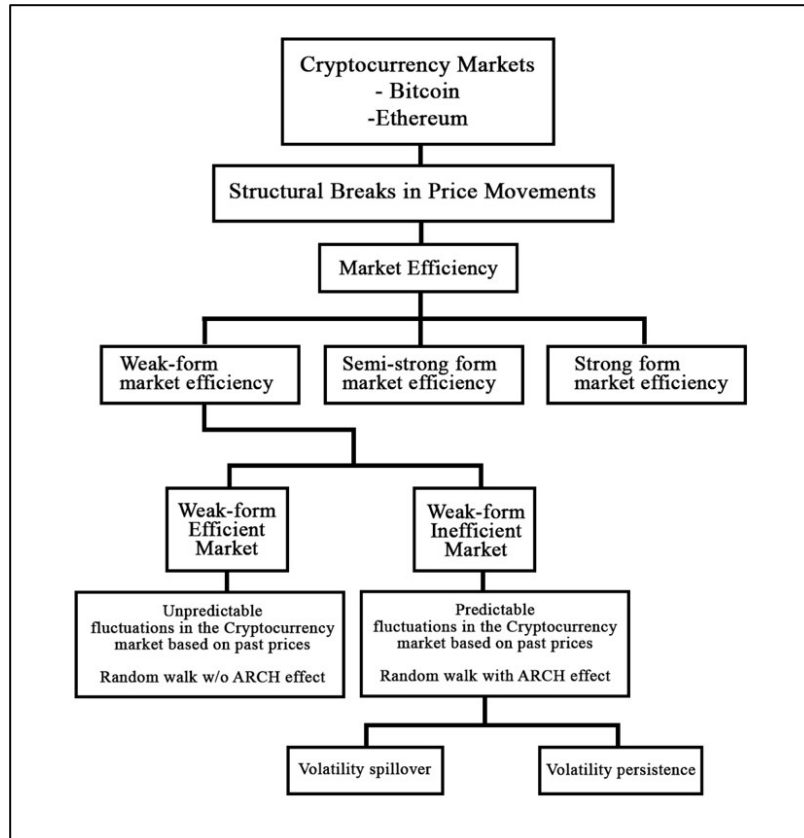 Cryptocurrency Markets
- Bitcoin
-Ethereum
Structural Breaks in Price Movements
Market Efficiency
Weak-form
market efficiency
Semi-strong form
market efficiency
Strong form
market efficiency
Weak-form
Efficient
Market
Weak-form
Inefficient
Market
Unpredictable
fluctuations in the Cryptocurrency
market based on past prices
Random walk w/o ARCH effect
Predictable
fluctuations in the Cryptocurrency
market based on past prices
Random walk with ARCH effect
Volatility spillover
Volatility persistence